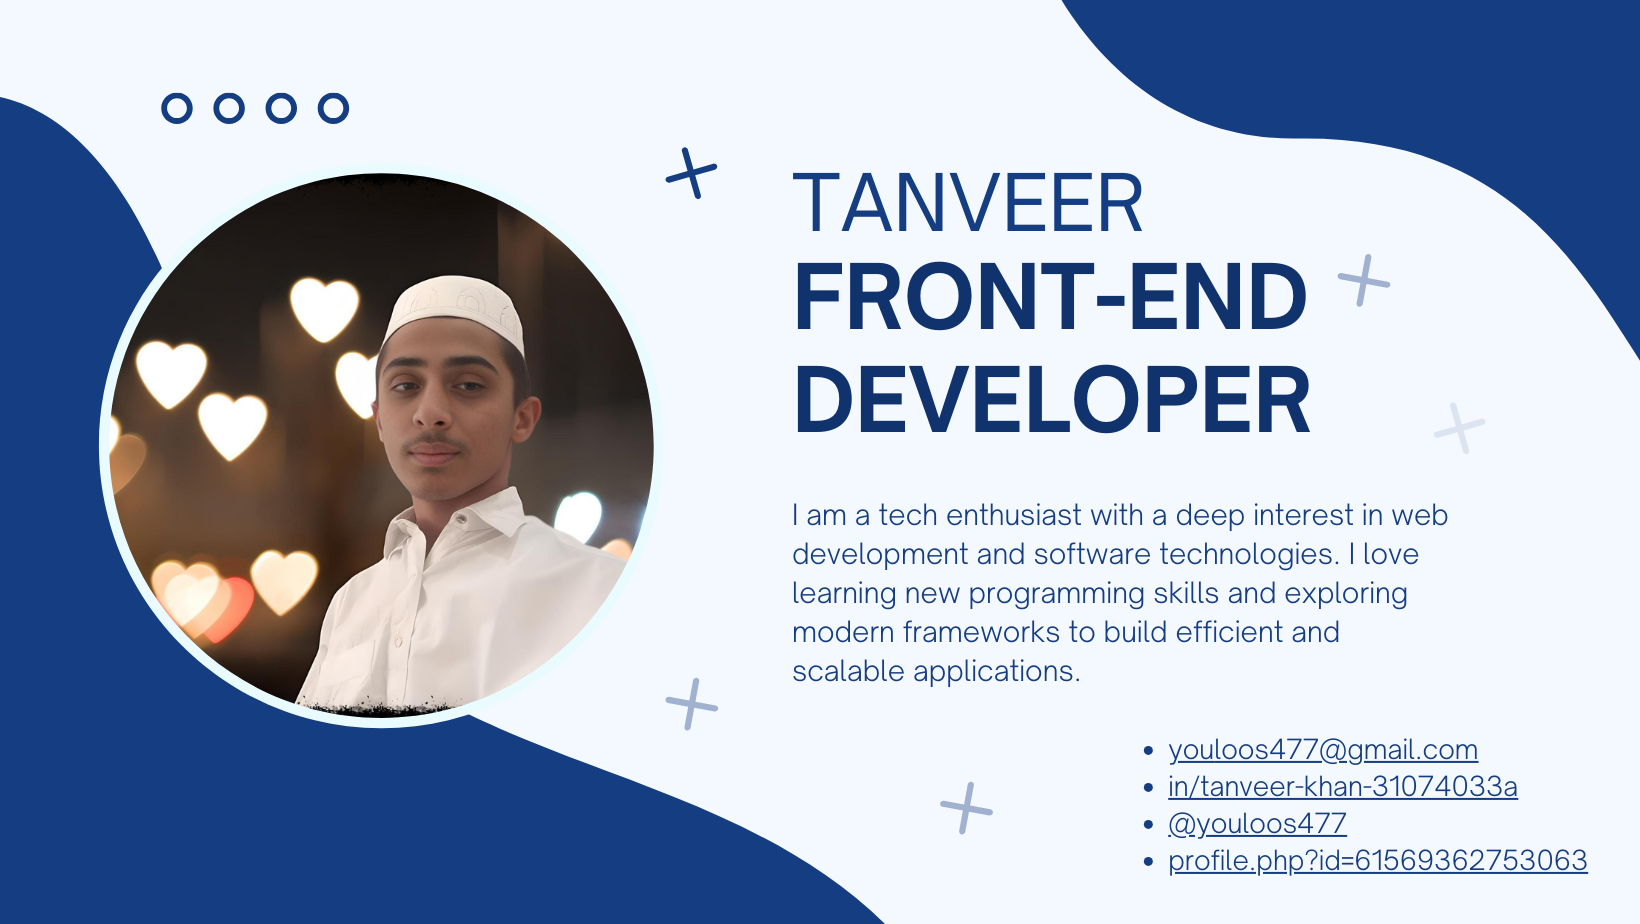 TANVEER
FRONT-END
DEVELOPER
I am a tech enthusiast with a deep interest in web
development and software technologies. I love
learning new programming skills and exploring
modern frameworks to build efficient and
scalable applications.
youloos477@gmail.com
in/tanveer-khan-31074033a
@youloos477
profile.php?id=61569362753063